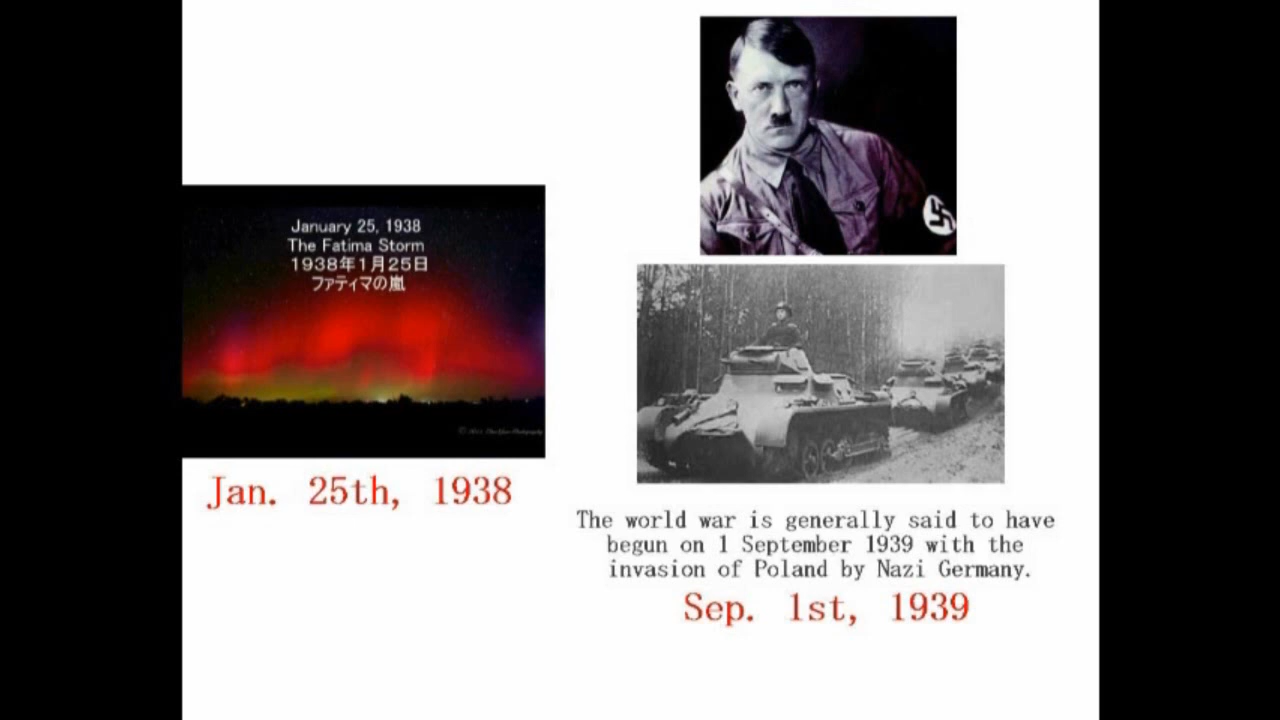 January 25, 1938
The Fatima Storm
1938年1月25日
ファティマの嵐
Jan. 25th, 1938
The world war is generally said to have
begun on 1 September 1939 with the
invasion of Poland by Nazi Germany.
Sep. 1st, 1939